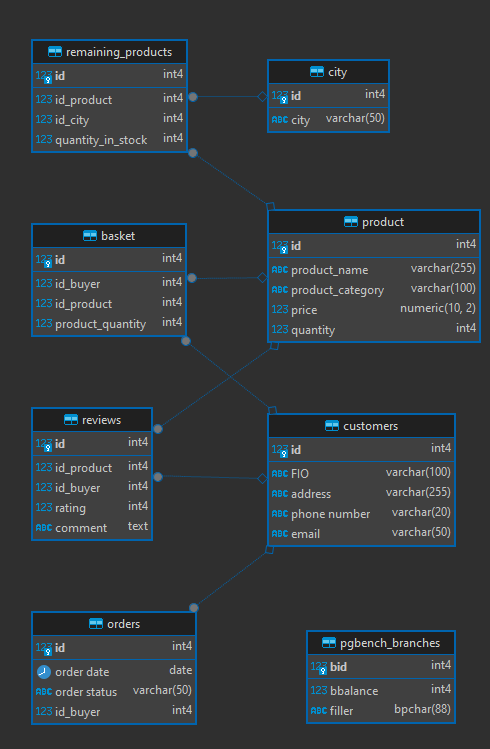 remaining_products
123 id int4
123 id_product int4
123 id_city int4
123 quantity_in_stock int4
city
123 id int4
ABC city varchar(50)
basket
123 id int4
123 id_buyer int4
123 id_product int4
123 product_quantity int4
product
123 id int4
ABC product_name varchar(255)
ABC product_category varchar(100)
123 price numeric(10, 2)
123 quantity int4
reviews
123 id int4
123 id_product int4
123 id_buyer int4
123 rating int4
ABC comment text
customers
123 id int4
ABC FIO varchar(100)
ABC address varchar(255)
ABC phone number varchar(20)
ABC email varchar(50)
orders
123 id int4
order date date
ABC order status varchar(50)
123 id_buyer int4
pgbench_branches
123 bid int4
123 bbalance int4
ABC filler bpchar(88)